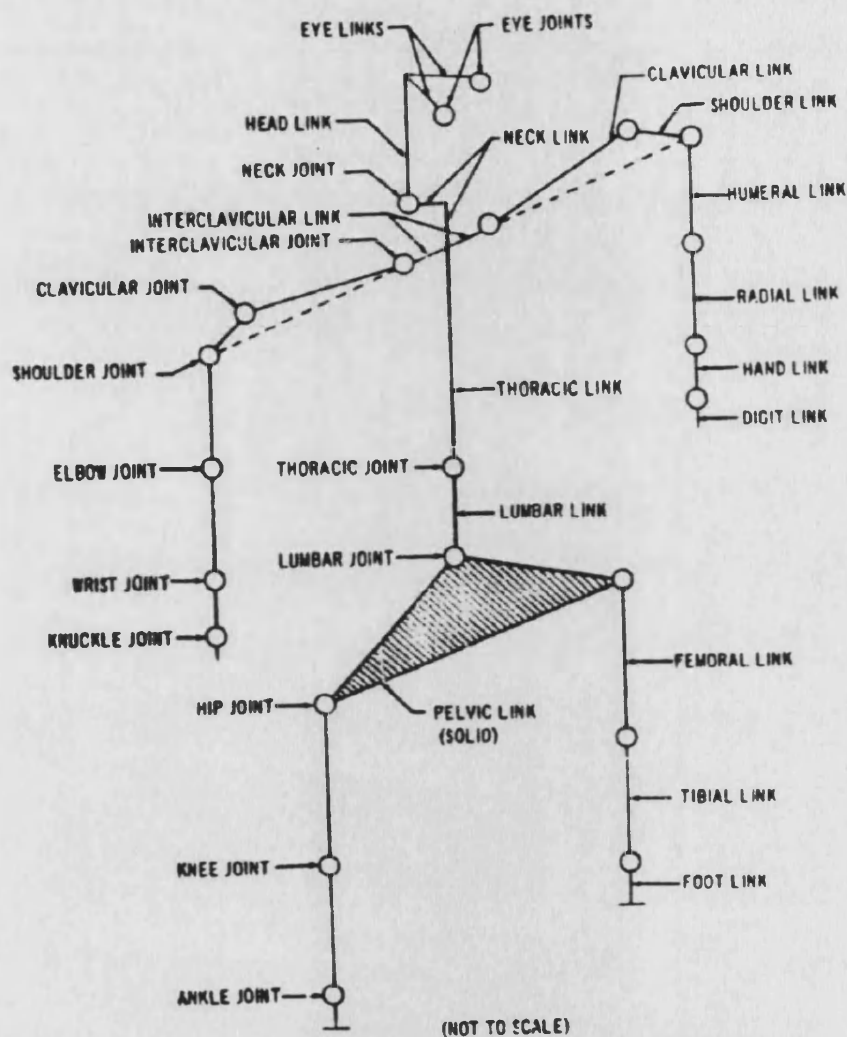 EYE LINKS
EYE JOINTS
CLAVICULAR LINK
SHOULDER LINK
HEAD LINK
NECK LINK
NECK JOINT
HUMERAL LINK
INTERCLAVICULAR LINK
INTERCLAVICULAR JOINT
CLAVICULAR JOINT
RADIAL LINK
SHOULDER JOINT
HAND LINK
THORACIC LINK
DIGIT LINK
ELBOW JOINT
THORACIC JOINT
LUMBAR LINK
LUMBAR JOINT
WRIST JOINT
KNUCKLE JOINT
FEMORAL LINK
HIP JOINT
PELVIC LINK
(SOLID)
TIBIAL LINK
KNEE JOINT
FOOT LINK
ANKLE JOINT
(NOT TO SCALE)